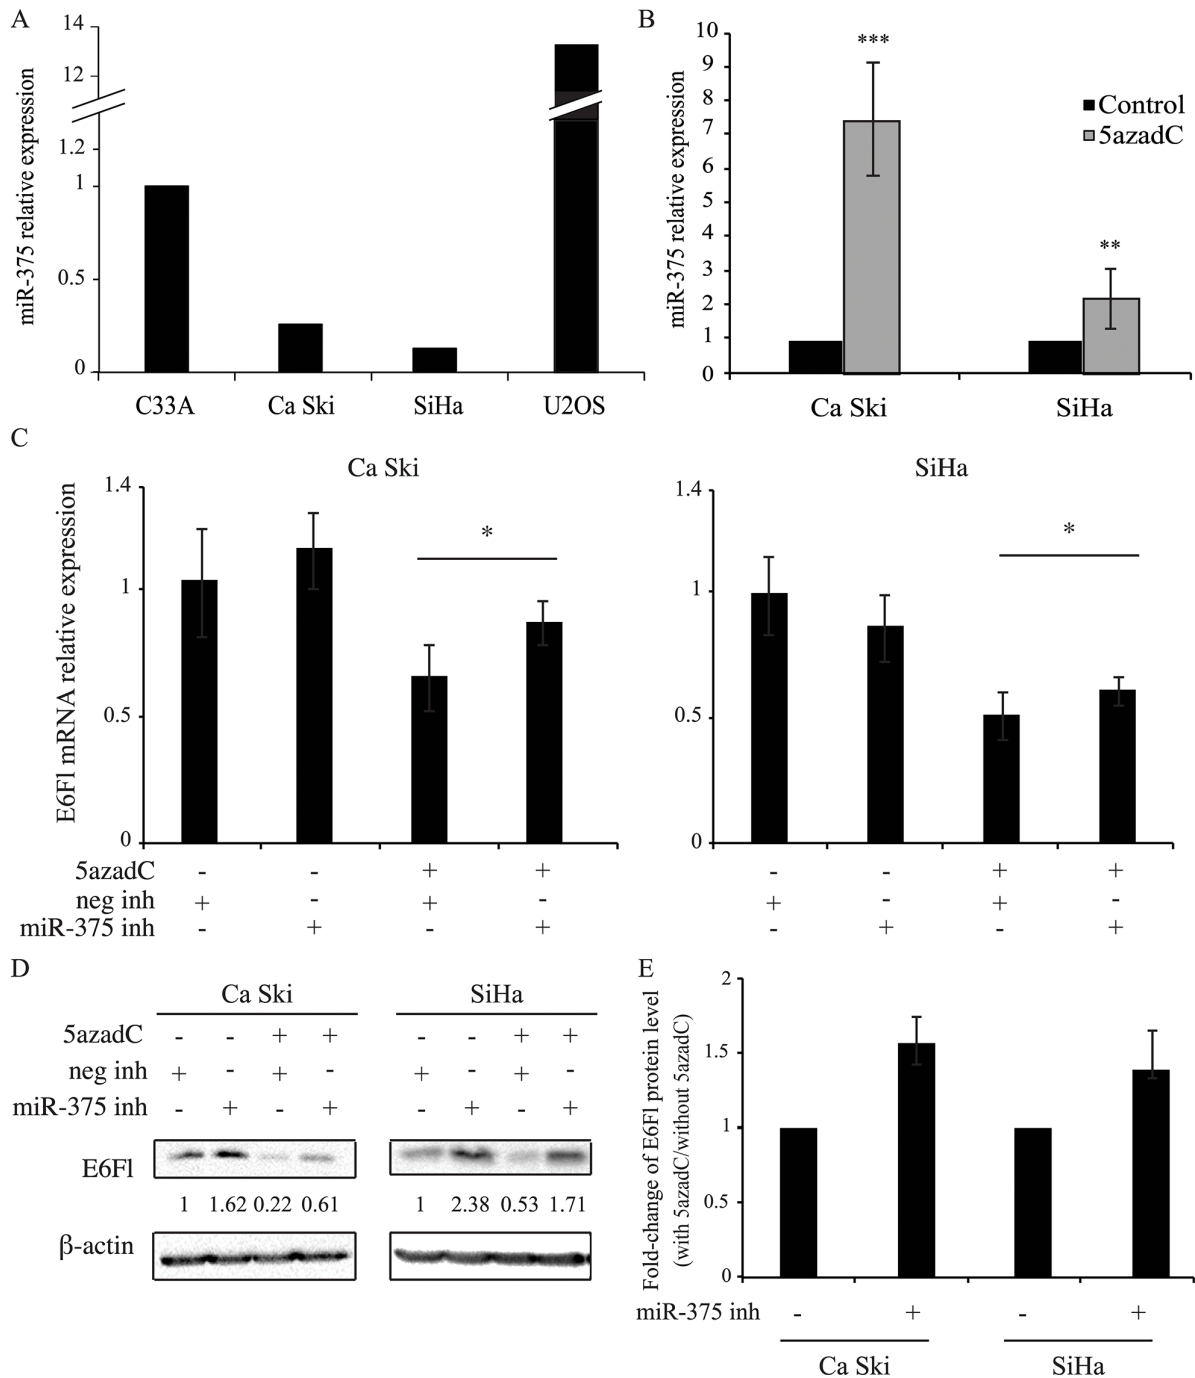 A
miR-375 relative expression
14
12
1.2
1
0.5
0
C33A Ca Ski SiHa U2OS
B
miR-375 relative expression
10
9
8
7
6
5
4
3
2
1
0
***
**
Control
5azadC
Ca Ski SiHa
C
Ca Ski
E6Fl mRNA relative expression
1.4
1
0.5
0
*
5azadC - - + +
neg inh + - + -
miR-375 inh - + - +
SiHa
1.4
1
0.5
0
*
- - + +
+ - + -
- + - +
D
Ca Ski SiHa
5azadC - - + + - - + +
neg inh + - + - + - + -
miR-375 inh - + - + - + - +
E6Fl
1 1.62 0.22 0.61 1 2.38 0.53 1.71
β-actin
E
Fold-change of E6Fl protein level
(with 5azadC/without 5azadC)
2
1.5
1
0.5
0
miR-375 inh - + - +
Ca Ski SiHa